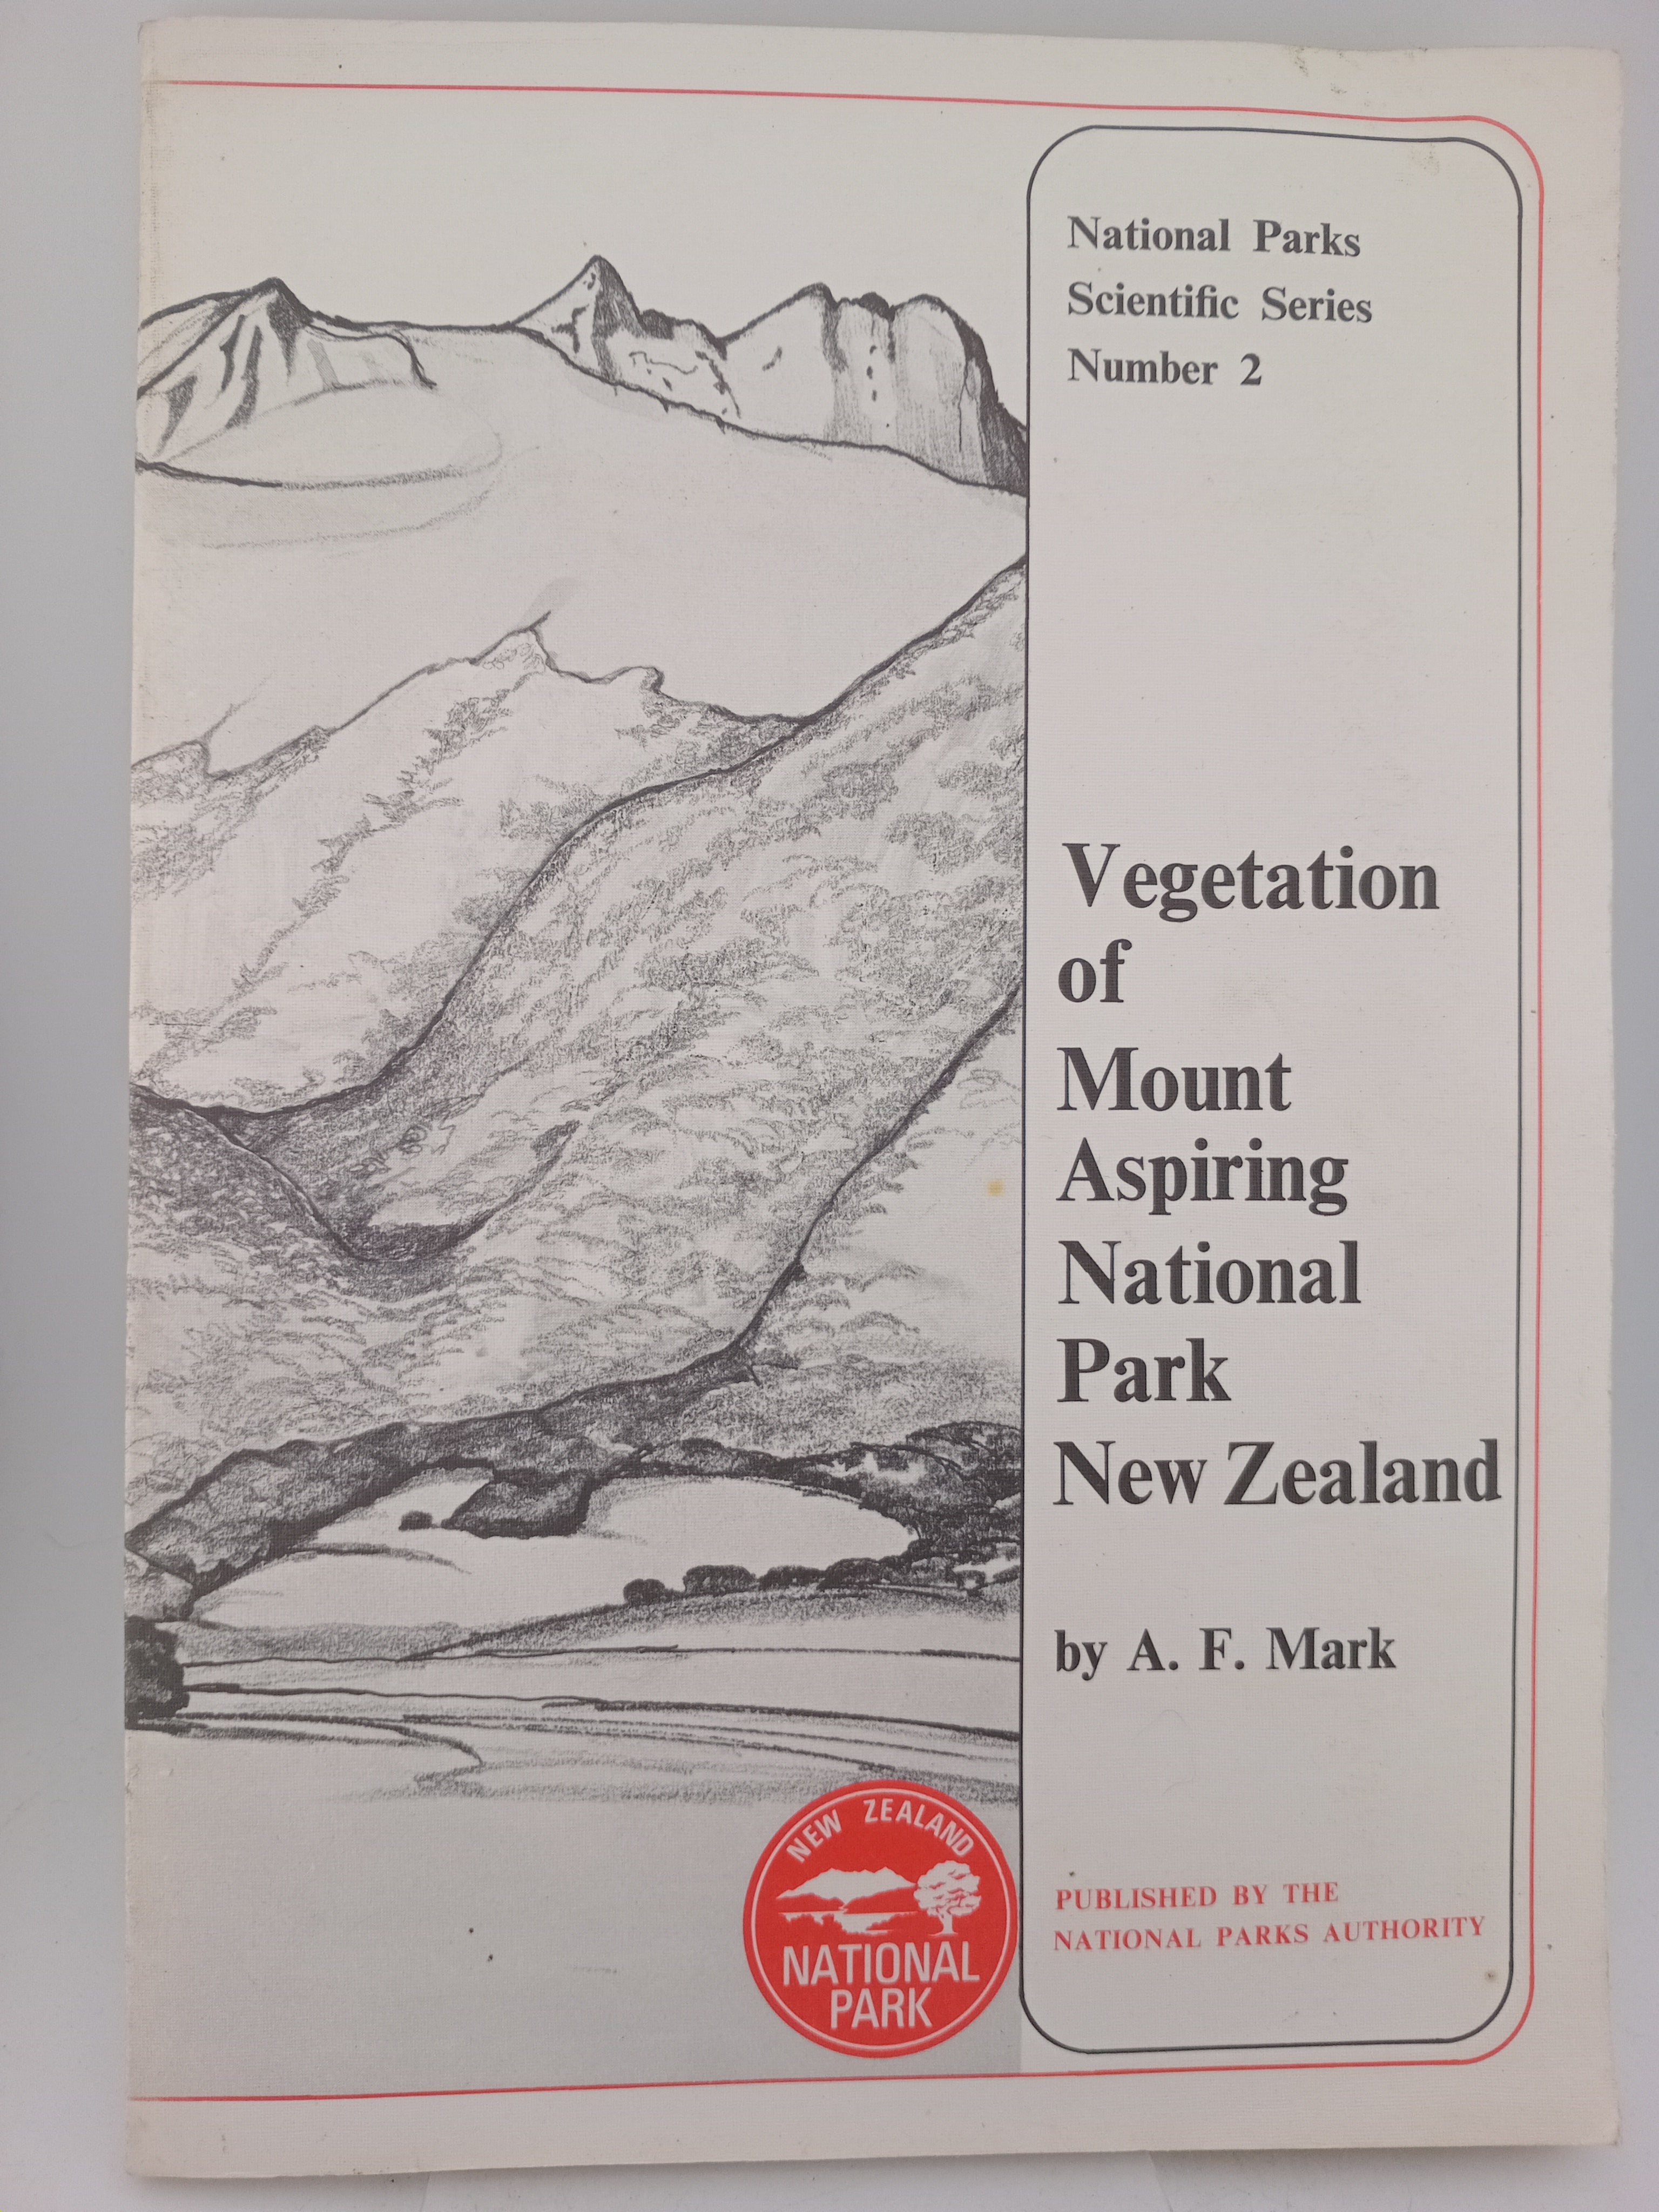 National Parks
Scientific Series
Number 2
Vegetation
of
Mount
Aspiring
National
Park
New Zealand
by A. F. Mark
PUBLISHED BY THE
NATIONAL PARKS AUTHORITY
NEW ZEALAND
NATIONAL
PARK